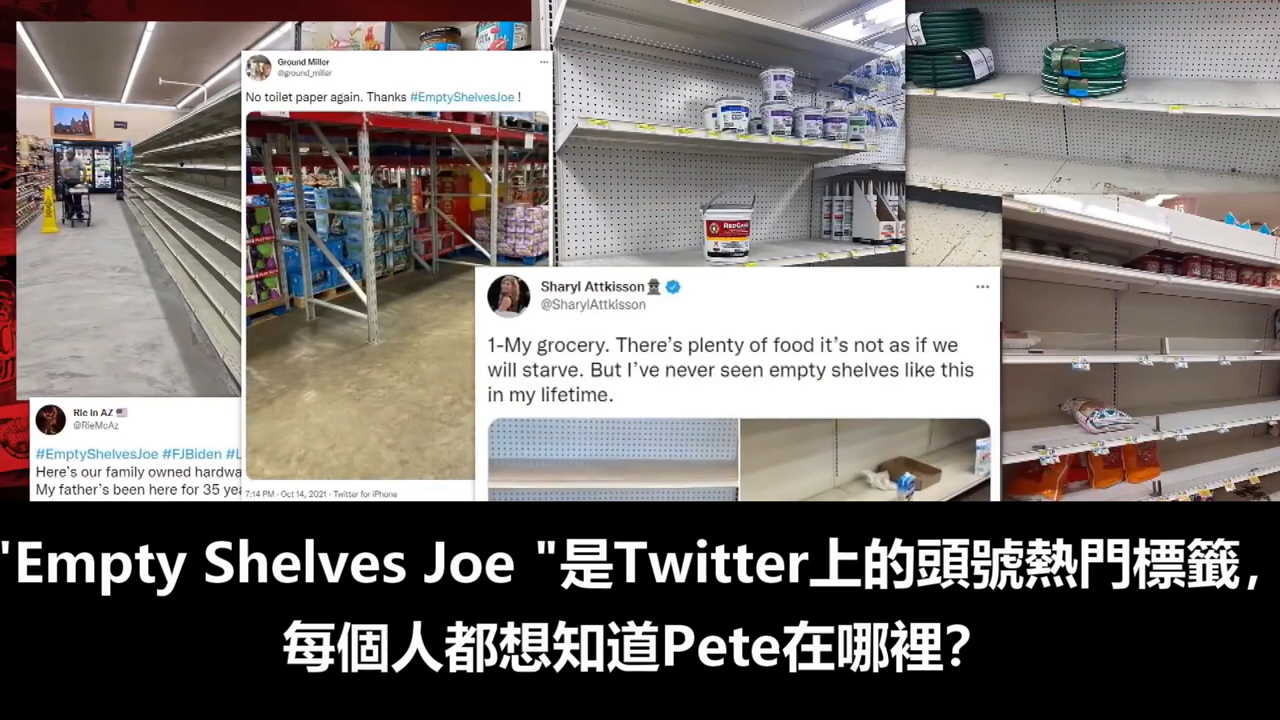 Ground Miller
@ground_miller
No toilet paper again. Thanks #EmptyShelvesJoe !
REDGARD
Sharyl Attkisson
@SharylAttkisson
1-My grocery. There's plenty of food it's not as if we
will starve. But I've never seen empty shelves like this
in my lifetime.
Ric in AZ
@RicMcAz
#EmptyShelvesJoe #FJBiden #L
Here's our family owned hardwa
My father's been here for 35 yea
7:14 PM · Oct 14, 2021 · Twitter for iPhone
'Empty Shelves Joe "是Twitter上的頭號熱門標籤，
每個人都想知道Pete在哪裡？